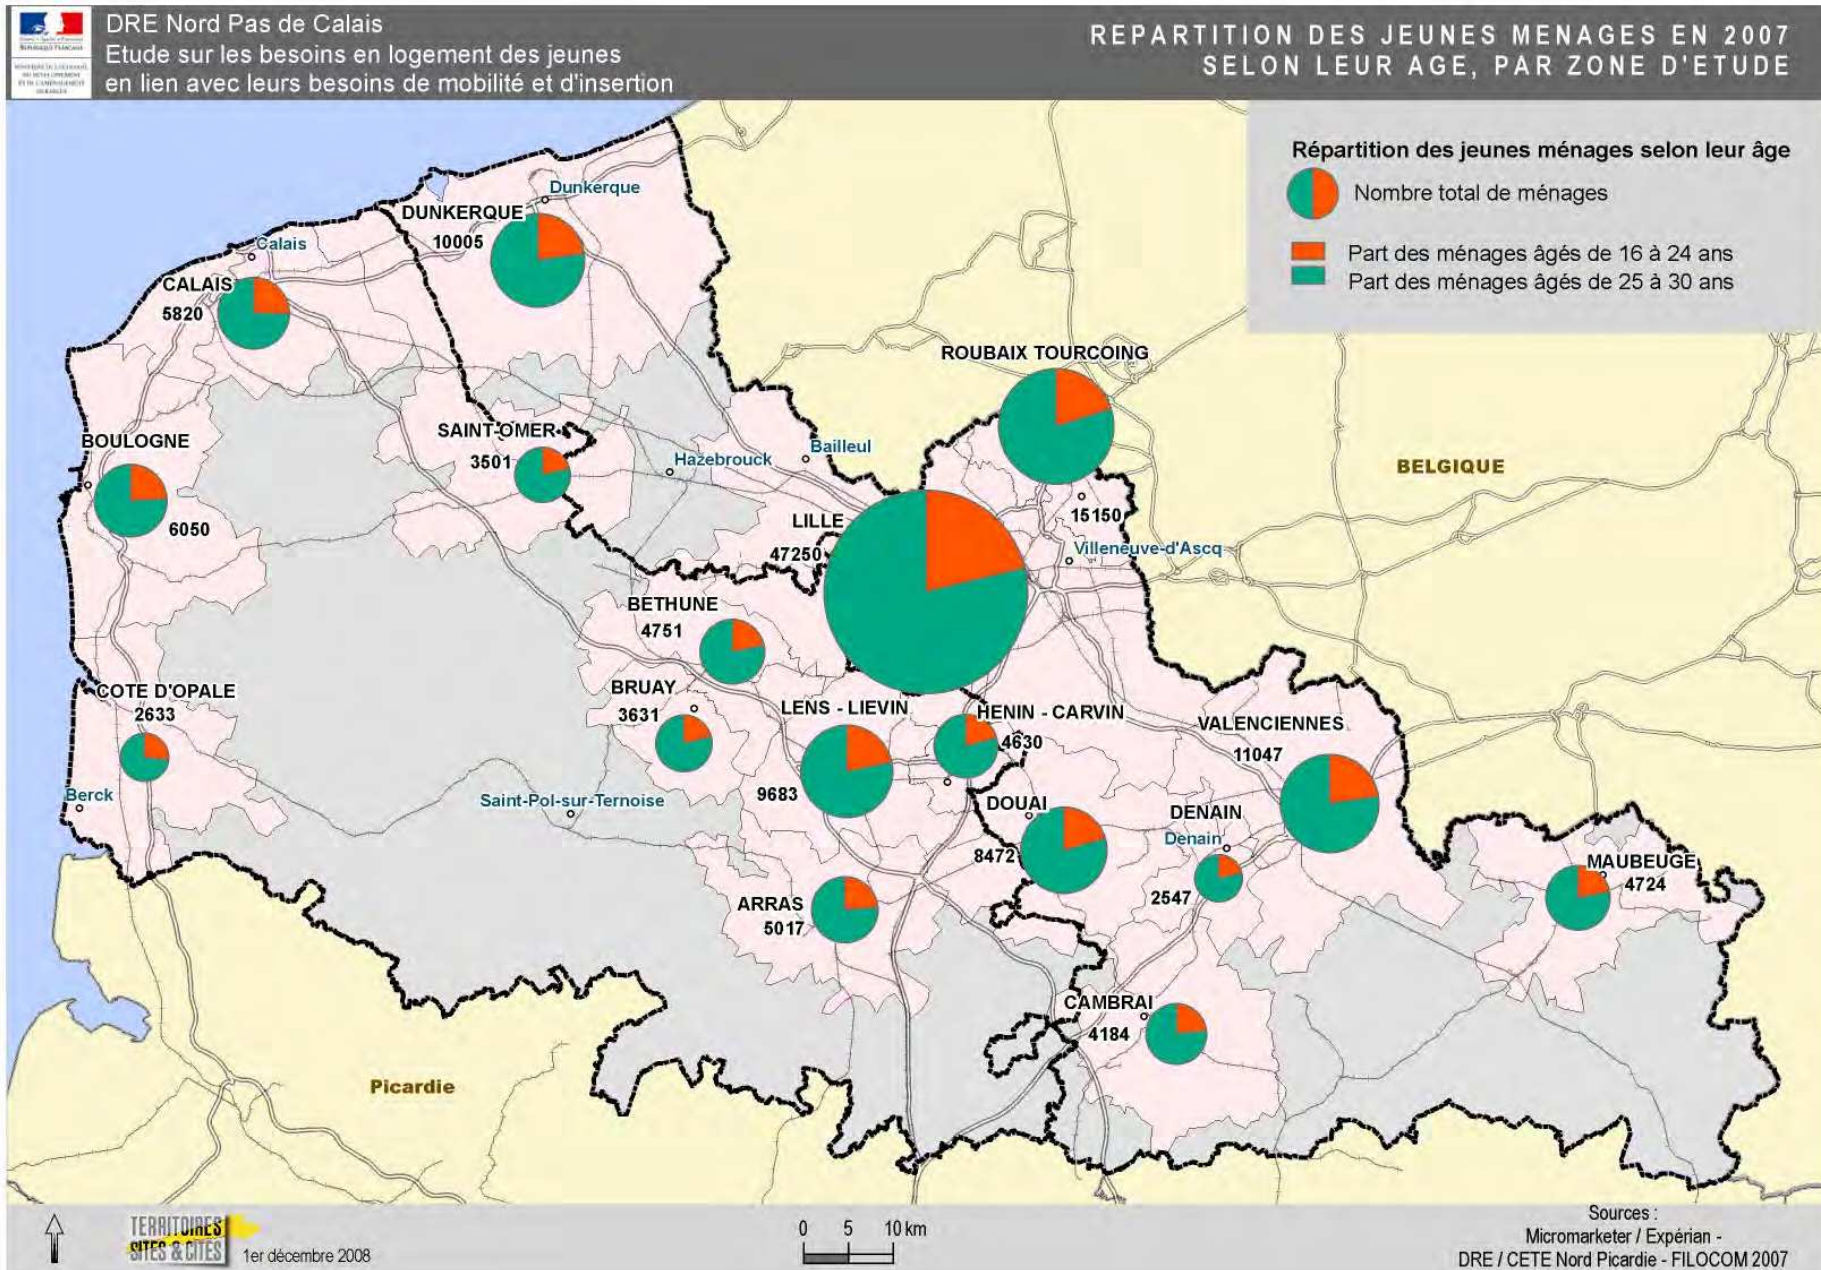 DRE Nord Pas de Calais
Etude sur les besoins en logement des jeunes
en lien avec leurs besoins de mobilité et d'insertion
REPARTITION DES JEUNES MENAGES EN 2007
SELON LEUR AGE, PAR ZONE D'ETUDE
RÉPUBLIQUE FRANÇAISE
Répartition des jeunes ménages selon leur âge
Nombre total de ménages
Part des ménages âgés de 16 à 24 ans
Part des ménages âgés de 25 à 30 ans
Dunkerque
DUNKERQUE
10005
Calais
CALAIS
5820
ROUBAIX TOURCOING
15150
BOULOGNE
6050
SAINT-OMER
3501
Hazebrouck
Bailleul
BELGIQUE
LILLE
47250
Villeneuve-d'Ascq
BETHUNE
4751
BRUAY
3631
COTE D'OPALE
2633
Berck
LENS - LIEVIN
9683
HENIN - CARVIN
4630
VALENCIENNES
11047
Saint-Pol-sur-Ternoise
DOUAI
8472
DENAIN
Denain
2547
MAUBEUGE
4724
ARRAS
5017
CAMBRAI
4184
Picardie
TERRITOIRES
SITES & CITES
1er décembre 2008
0 5 10 km
Sources :
Micromarketer / Expérian -
DRE / CETE Nord Picardie - FILOCOM 2007